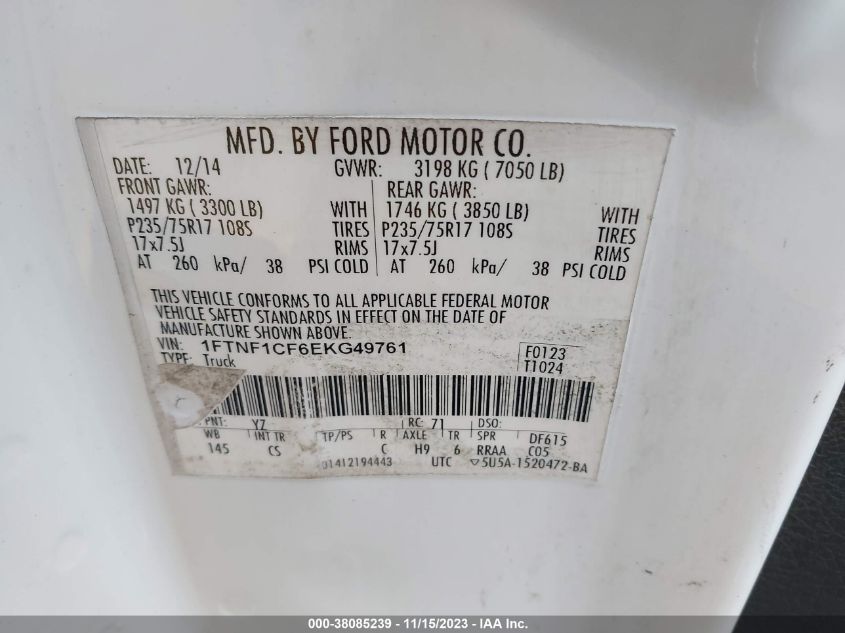 MFD. BY FORD MOTOR CO.
DATE: 12/14 GVWR: 3198 KG ( 7050 LB)
FRONT GAWR: REAR GAWR:
1497 KG ( 3300 LB) WITH 1746 KG ( 3850 LB) WITH
P235/75R17 108S TIRES P235/75R17 108S TIRES
17x7.5J RIMS 17x7.5J RIMS
AT 260 kPa/ 38 PSI COLD AT 260 kPa/ 38 PSI COLD
THIS VEHICLE CONFORMS TO ALL APPLICABLE FEDERAL MOTOR
VEHICLE SAFETY STANDARDS IN EFFECT ON THE DATE OF
MANUFACTURE SHOWN ABOVE.
VIN: 1FTNF1CF6EKG49761 F0123
TYPE: Truck T1024
PNT: YZ RC: 71 DSO:
WB INT TR TP/PS R AXLE TR SPR DF615
145 CS C H9 6 RRAA C05
01412194443 UTC ▽5U5A-1520472-BA
000-38085239 - 11/15/2023 - IAA Inc.